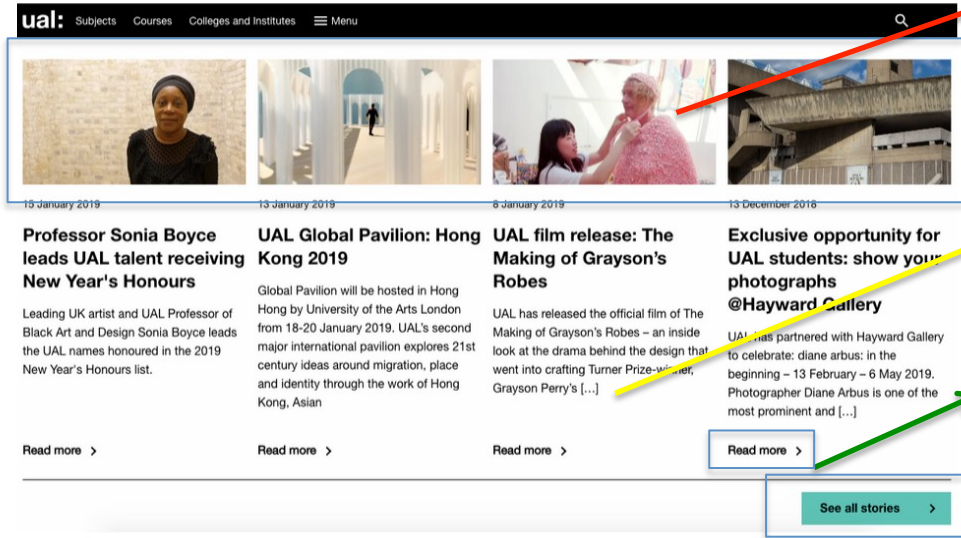 ual: Subjects Courses Colleges and Institutes Menu
15 January 2019
Professor Sonia Boyce
leads UAL talent receiving
New Year's Honours
Leading UK artist and UAL Professor of
Black Art and Design Sonia Boyce leads
the UAL names honoured in the 2019
New Year's Honours list.
Read more >
13 January 2019
UAL Global Pavilion: Hong
Kong 2019
Global Pavilion will be hosted in Hong
Hong by University of the Arts London
from 18-20 January 2019. UAL's second
major international pavilion explores 21st
century ideas around migration, place
and identity through the work of Hong
Kong, Asian
Read more >
8 January 2019
UAL film release: The
Making of Grayson's
Robes
UAL has released the official film of The
Making of Grayson's Robes – an inside
look at the drama behind the design that
went into crafting Turner Prize-winner,
Grayson Perry's [...]
Read more >
13 December 2018
Exclusive opportunity for
UAL students: show your
photographs
@Hayward Gallery
UAL has partnered with Hayward Gallery
to celebrate: diane arbus: in the
beginning – 13 February – 6 May 2019.
Photographer Diane Arbus is one of the
most prominent and [...]
Read more >
See all stories >